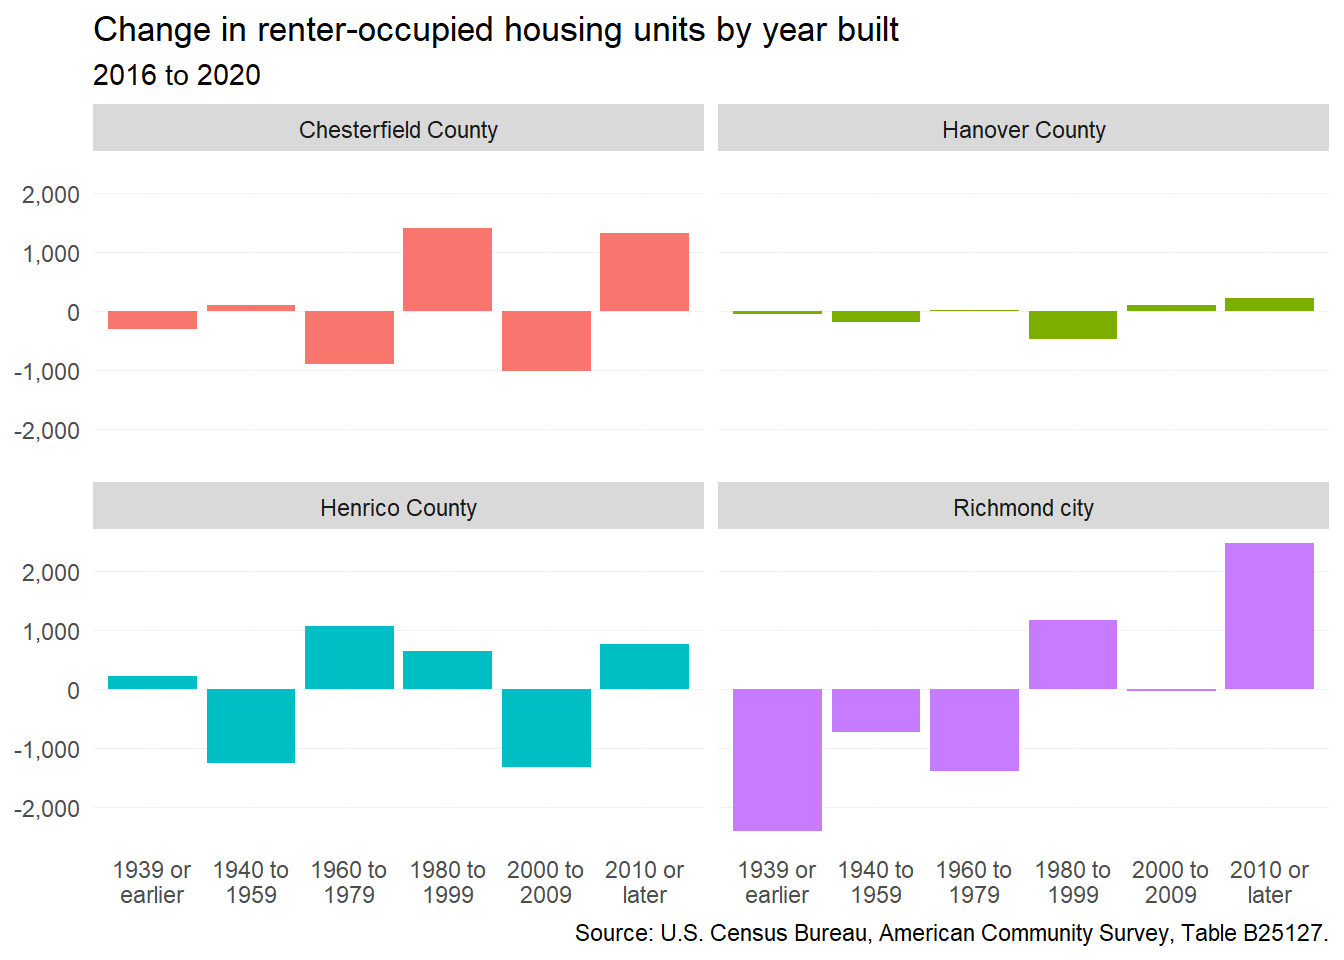 Change in renter-occupied housing units by year built
2016 to 2020
Chesterfield County
Hanover County
2,000
1,000
0
-1,000
-2,000
Henrico County
Richmond city
2,000
1,000
0
-1,000
-2,000
1939 or
earlier
1940 to
1959
1960 to
1979
1980 to
1999
2000 to
2009
2010 or
later
1939 or
earlier
1940 to
1959
1960 to
1979
1980 to
1999
2000 to
2009
2010 or
later
Source: U.S. Census Bureau, American Community Survey, Table B25127.